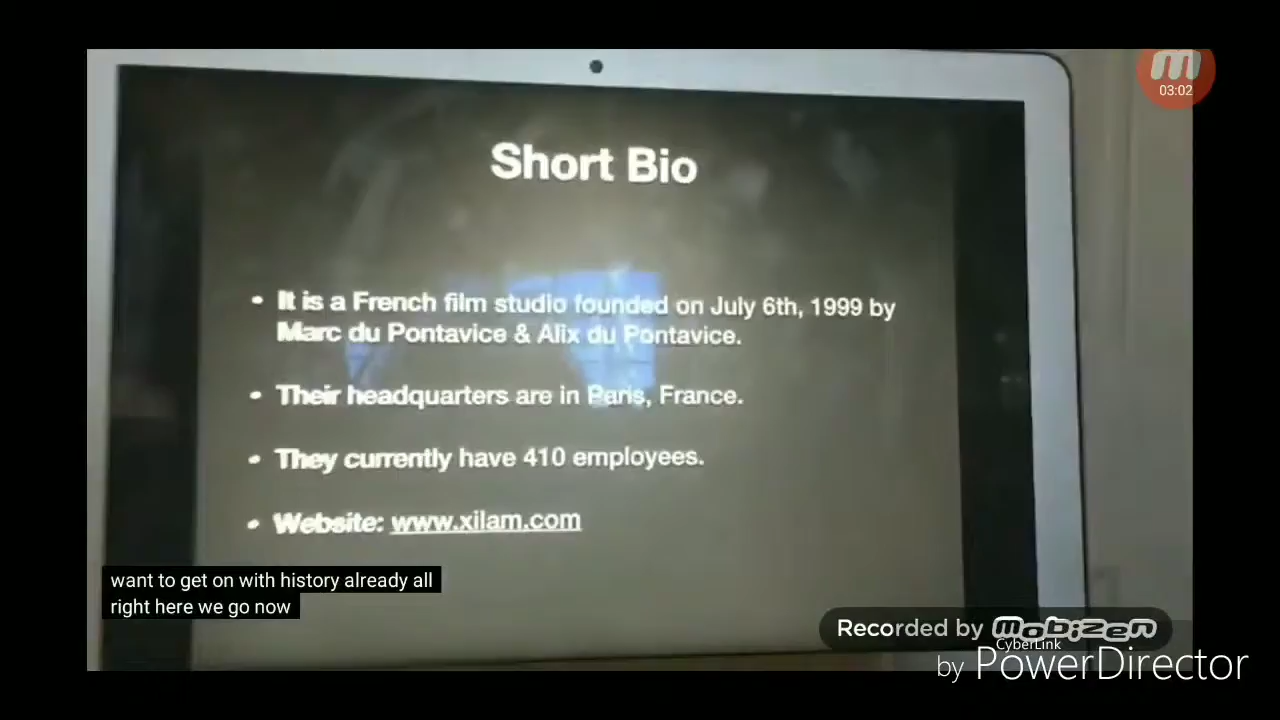 m
03:02
Short Bio
• It is a French film studio founded on July 6th, 1999 by
Marc du Pontavice & Alix du Pontavice.
• Their headquarters are in Paris, France.
• They currently have 410 employees.
• Website: www.xilam.com
want to get on with history already all
right here we go now
Recorded by mobizen
CyberLink
by PowerDirector